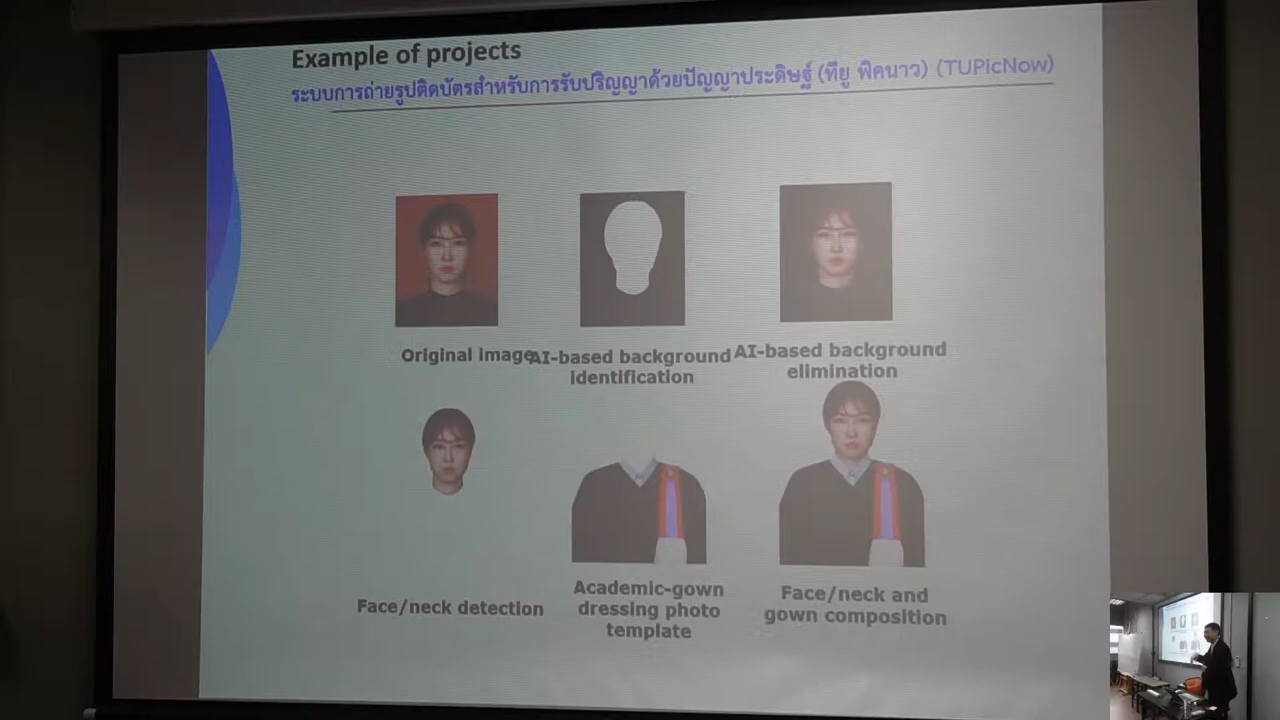 Example of projects
ระบบการถ่ายรูปติดบัตรสำหรับการรับปริญญาด้วยปัญญาประดิษฐ์ (ทียู พิคนาว) (TUPicNow)
Original image
AI-based background
identification
AI-based background
elimination
Face/neck detection
Academic-gown
dressing photo
template
Face/neck and
gown composition